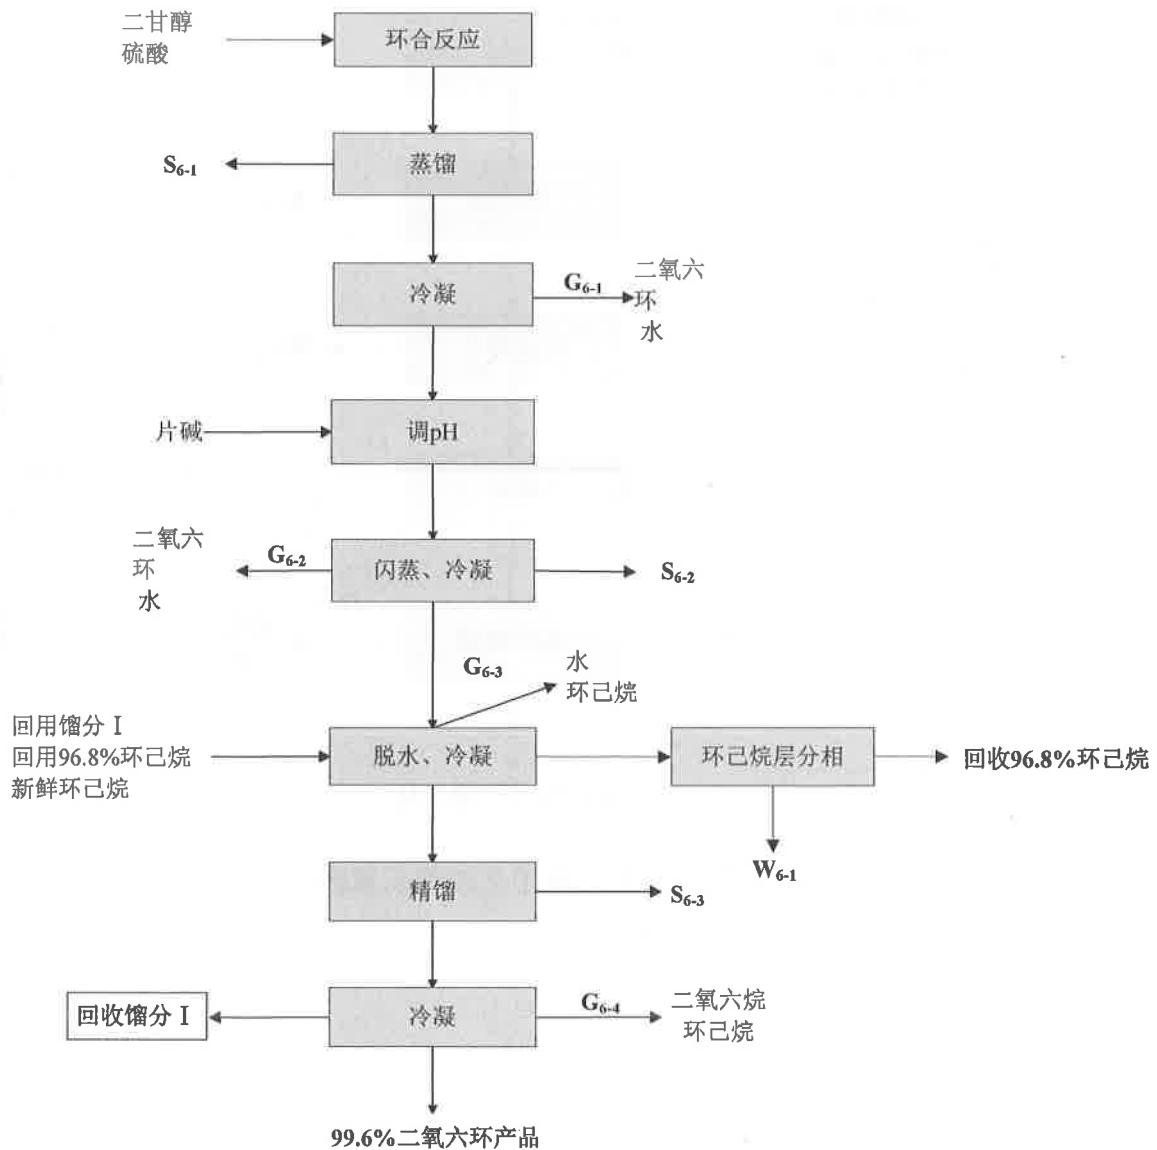 二甘醇
硫酸
环合反应
S6-1
蒸馏
冷凝
G6-1
二氧六
环
水
片碱
调pH
二氧六
环
水
G6-2
闪蒸、冷凝
S6-2
G6-3
水
环己烷
回用馏分Ⅰ
回用96.8%环己烷
新鲜环己烷
脱水、冷凝
环己烷层分相
回收96.8%环己烷
W6-1
精馏
S6-3
回收馏分Ⅰ
冷凝
G6-4
二氧六烷
环己烷
99.6%二氧六环产品